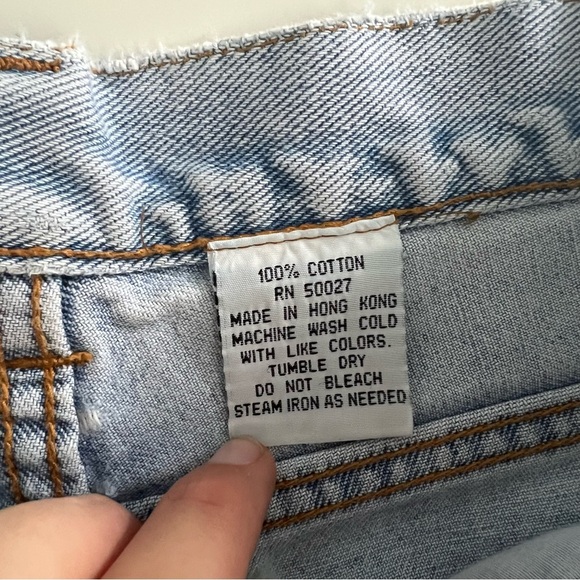 100% COTTON
RN 50027
MADE IN HONG KONG
MACHINE WASH COLD
WITH LIKE COLORS.
TUMBLE DRY
DO NOT BLEACH
STEAM IRON AS NEEDED